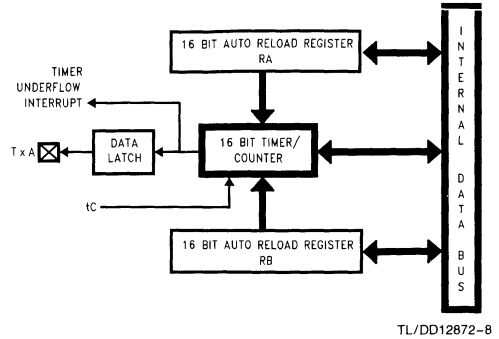 16 BIT AUTO RELOAD REGISTER
RA
TIMER
UNDERFLOW
INTERRUPT
TxA
DATA
LATCH
16 BIT TIMER/
COUNTER
tC
16 BIT AUTO RELOAD REGISTER
RB
INTERNAL DATA BUS
TL/DD12872-8